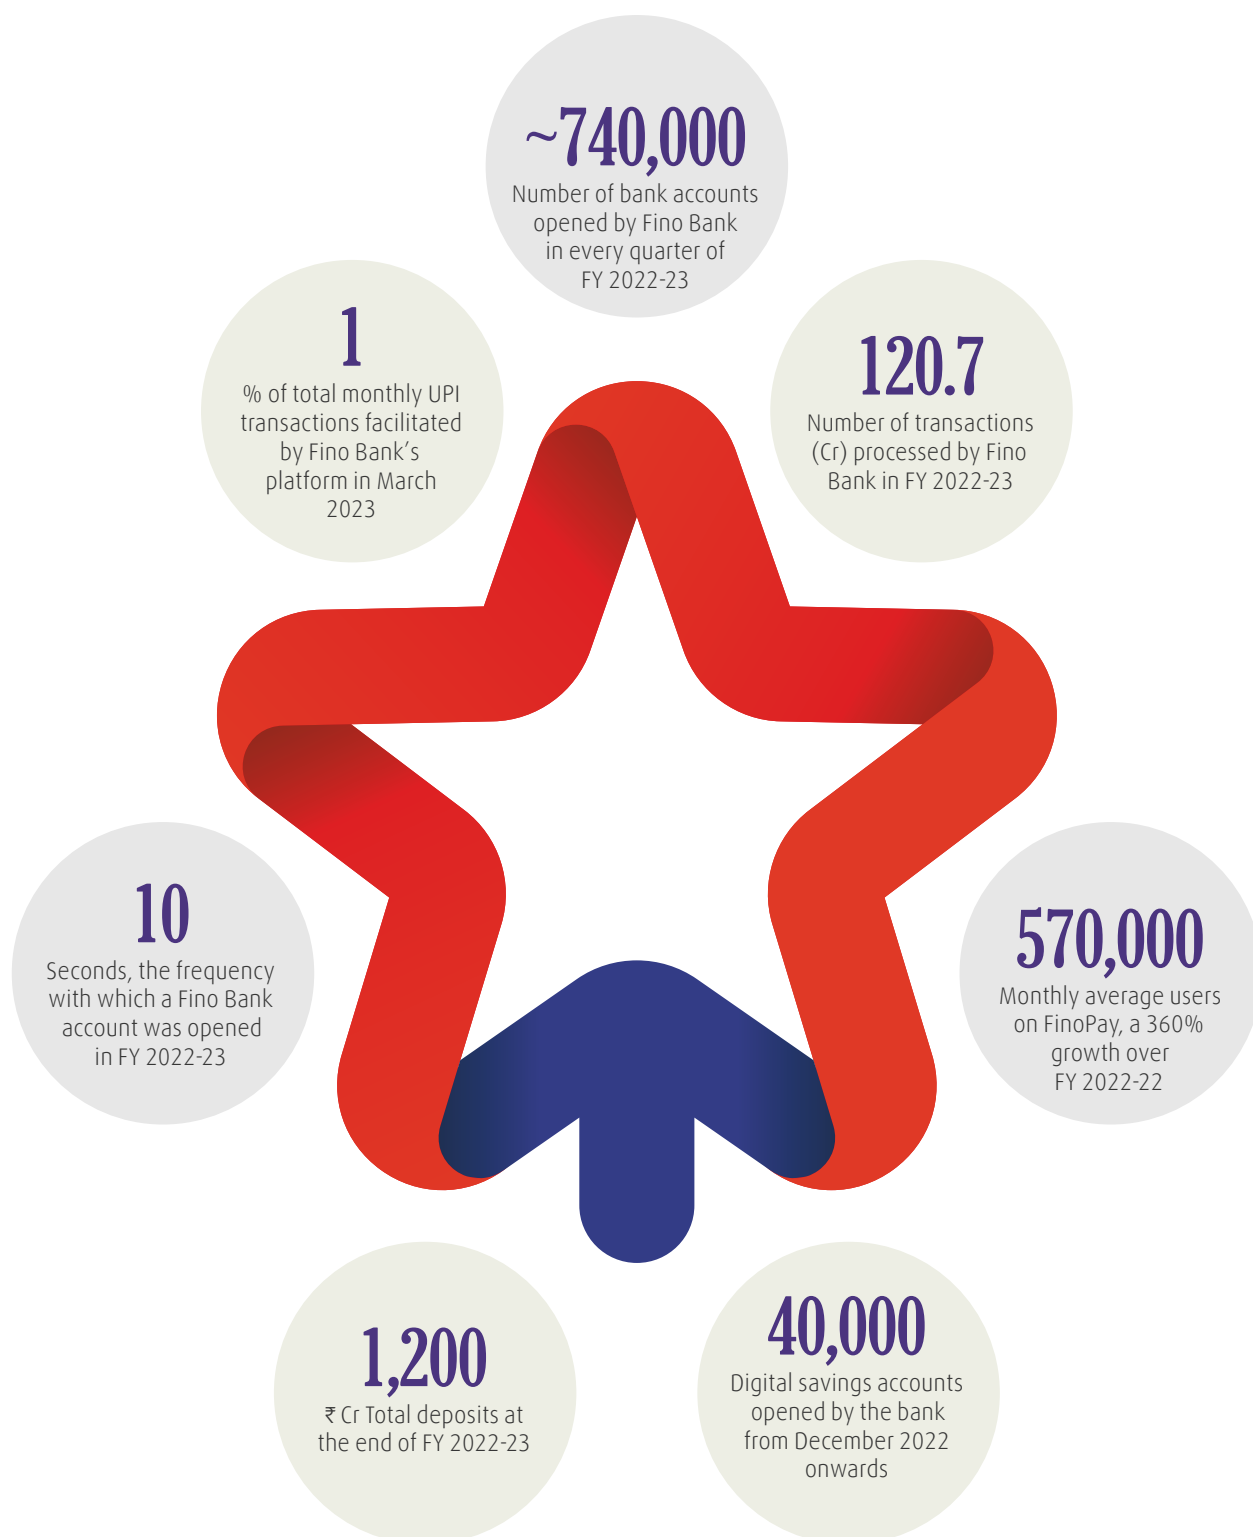 ~740,000
Number of bank accounts
opened by Fino Bank
in every quarter of
FY 2022-23
1
% of total monthly UPI
transactions facilitated
by Fino Bank’s
platform in March
2023
120.7
Number of transactions
(Cr) processed by Fino
Bank in FY 2022-23
10
Seconds, the frequency
with which a Fino Bank
account was opened
in FY 2022-23
570,000
Monthly average users
on FinoPay, a 360%
growth over
FY 2022-22
1,200
₹ Cr Total deposits at
the end of FY 2022-23
40,000
Digital savings accounts
opened by the bank
from December 2022
onwards